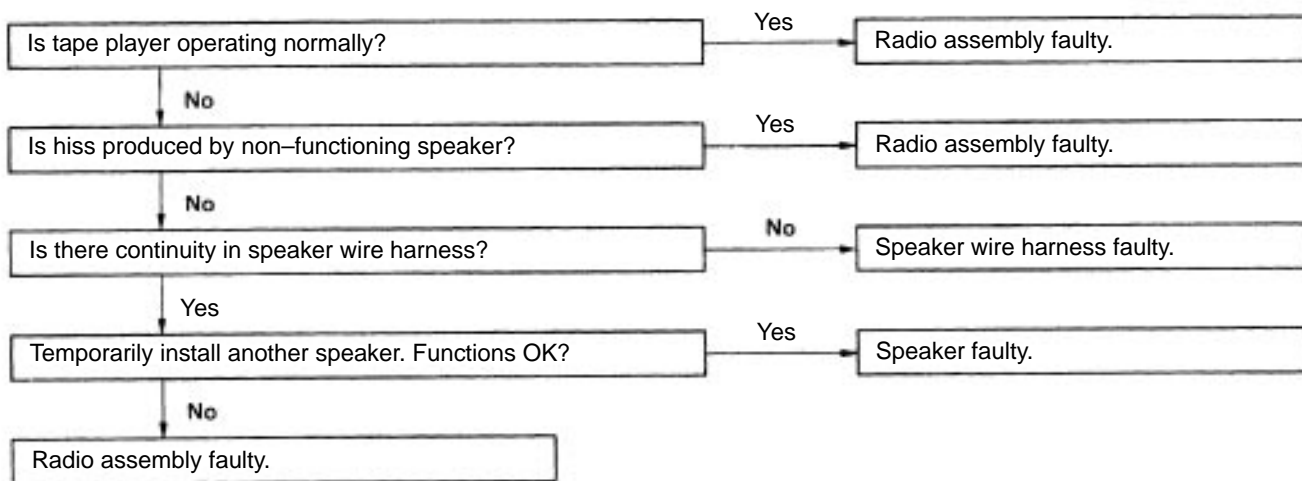 Is tape player operating normally?
Yes
Radio assembly faulty.
No
Is hiss produced by non–functioning speaker?
Yes
Radio assembly faulty.
No
Is there continuity in speaker wire harness?
No
Speaker wire harness faulty.
Yes
Temporarily install another speaker. Functions OK?
Yes
Speaker faulty.
No
Radio assembly faulty.